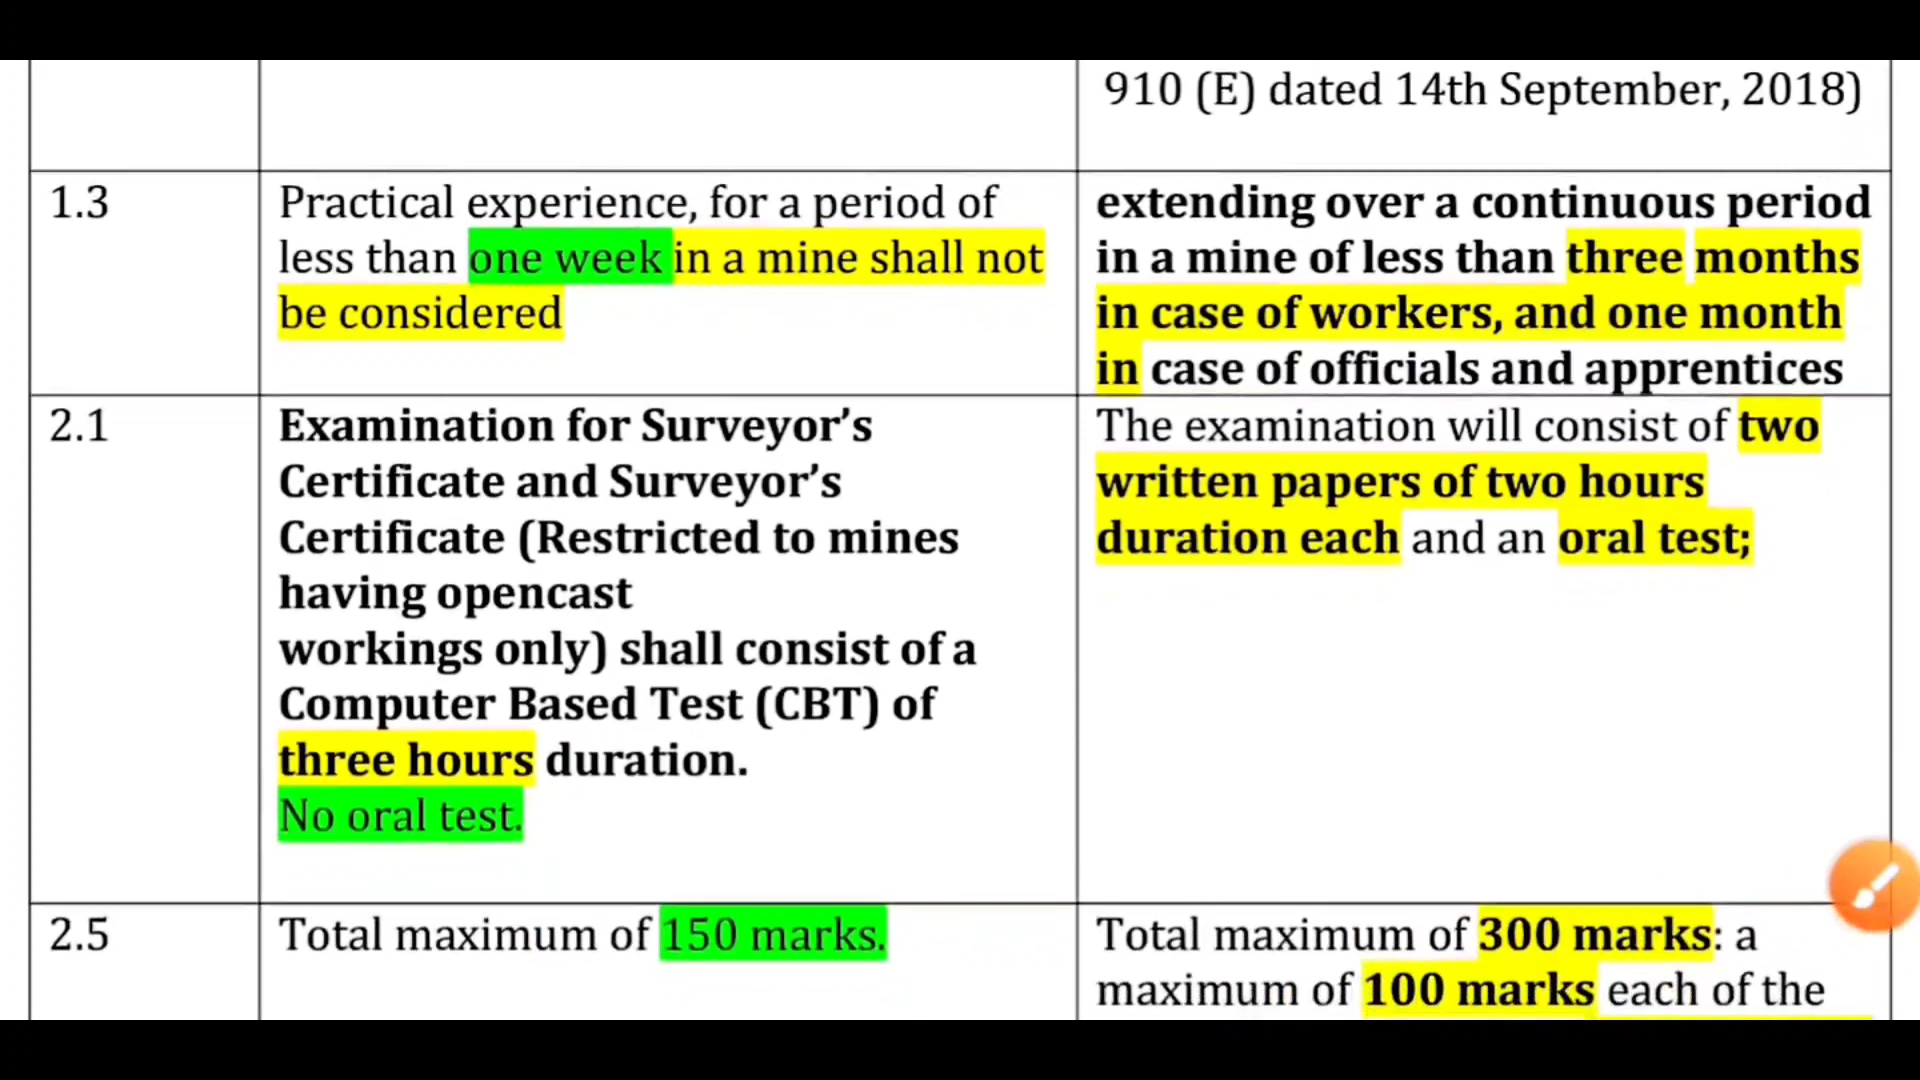 910 (E) dated 14th September, 2018)
1.3
Practical experience, for a period of
less than one week in a mine shall not
be considered
extending over a continuous period
in a mine of less than three months
in case of workers, and one month
in case of officials and apprentices
2.1
Examination for Surveyor’s
Certificate and Surveyor’s
Certificate (Restricted to mines
having opencast
workings only) shall consist of a
Computer Based Test (CBT) of
three hours duration.
No oral test.
The examination will consist of two
written papers of two hours
duration each and an oral test;
2.5
Total maximum of 150 marks.
Total maximum of 300 marks: a
maximum of 100 marks each of the